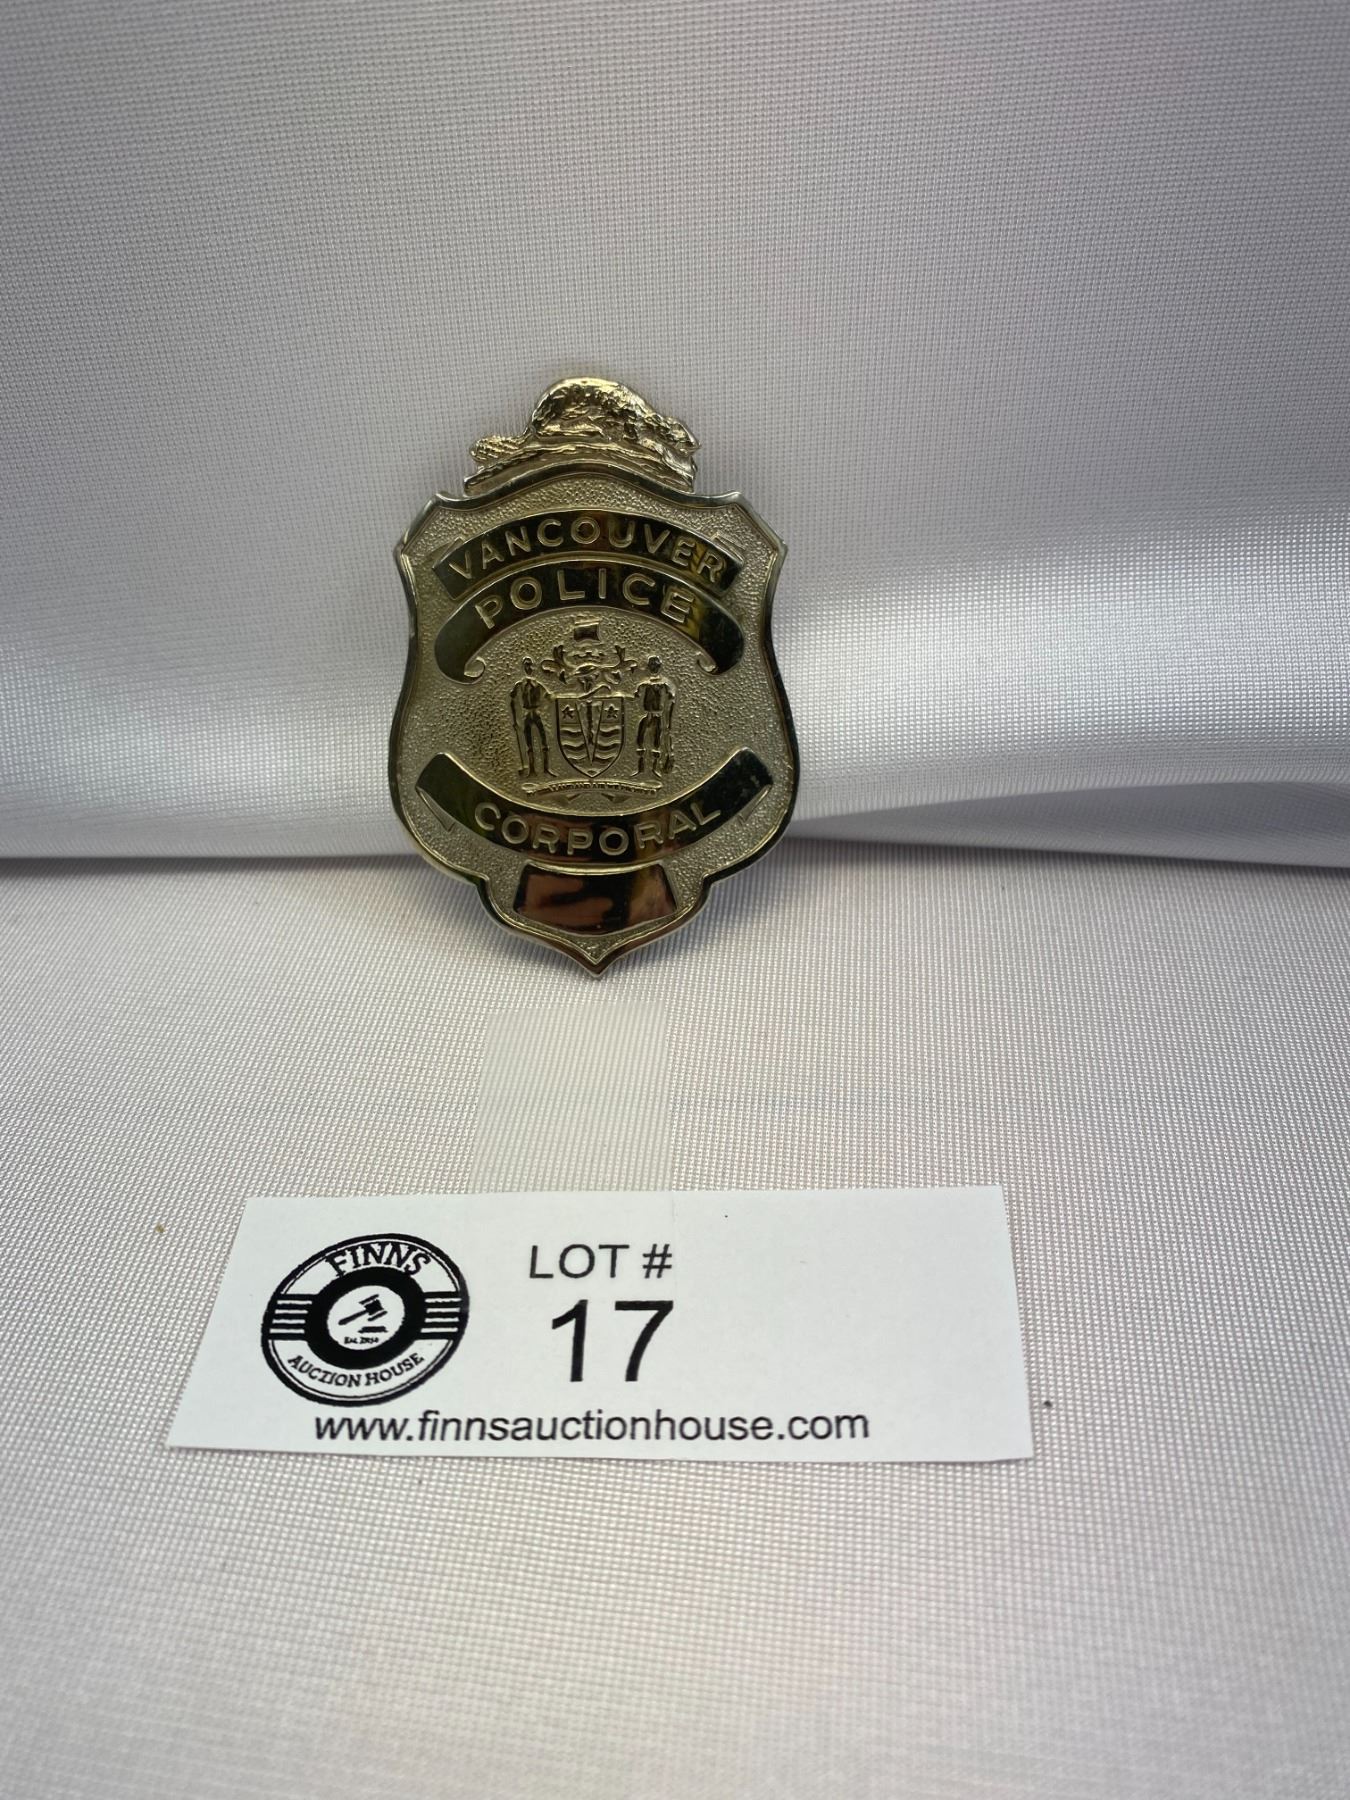 VANCOUVER
POLICE
CORPORAL
FINNS
AUCTION HOUSE
LOT #
17
www.finnsauctionhouse.com